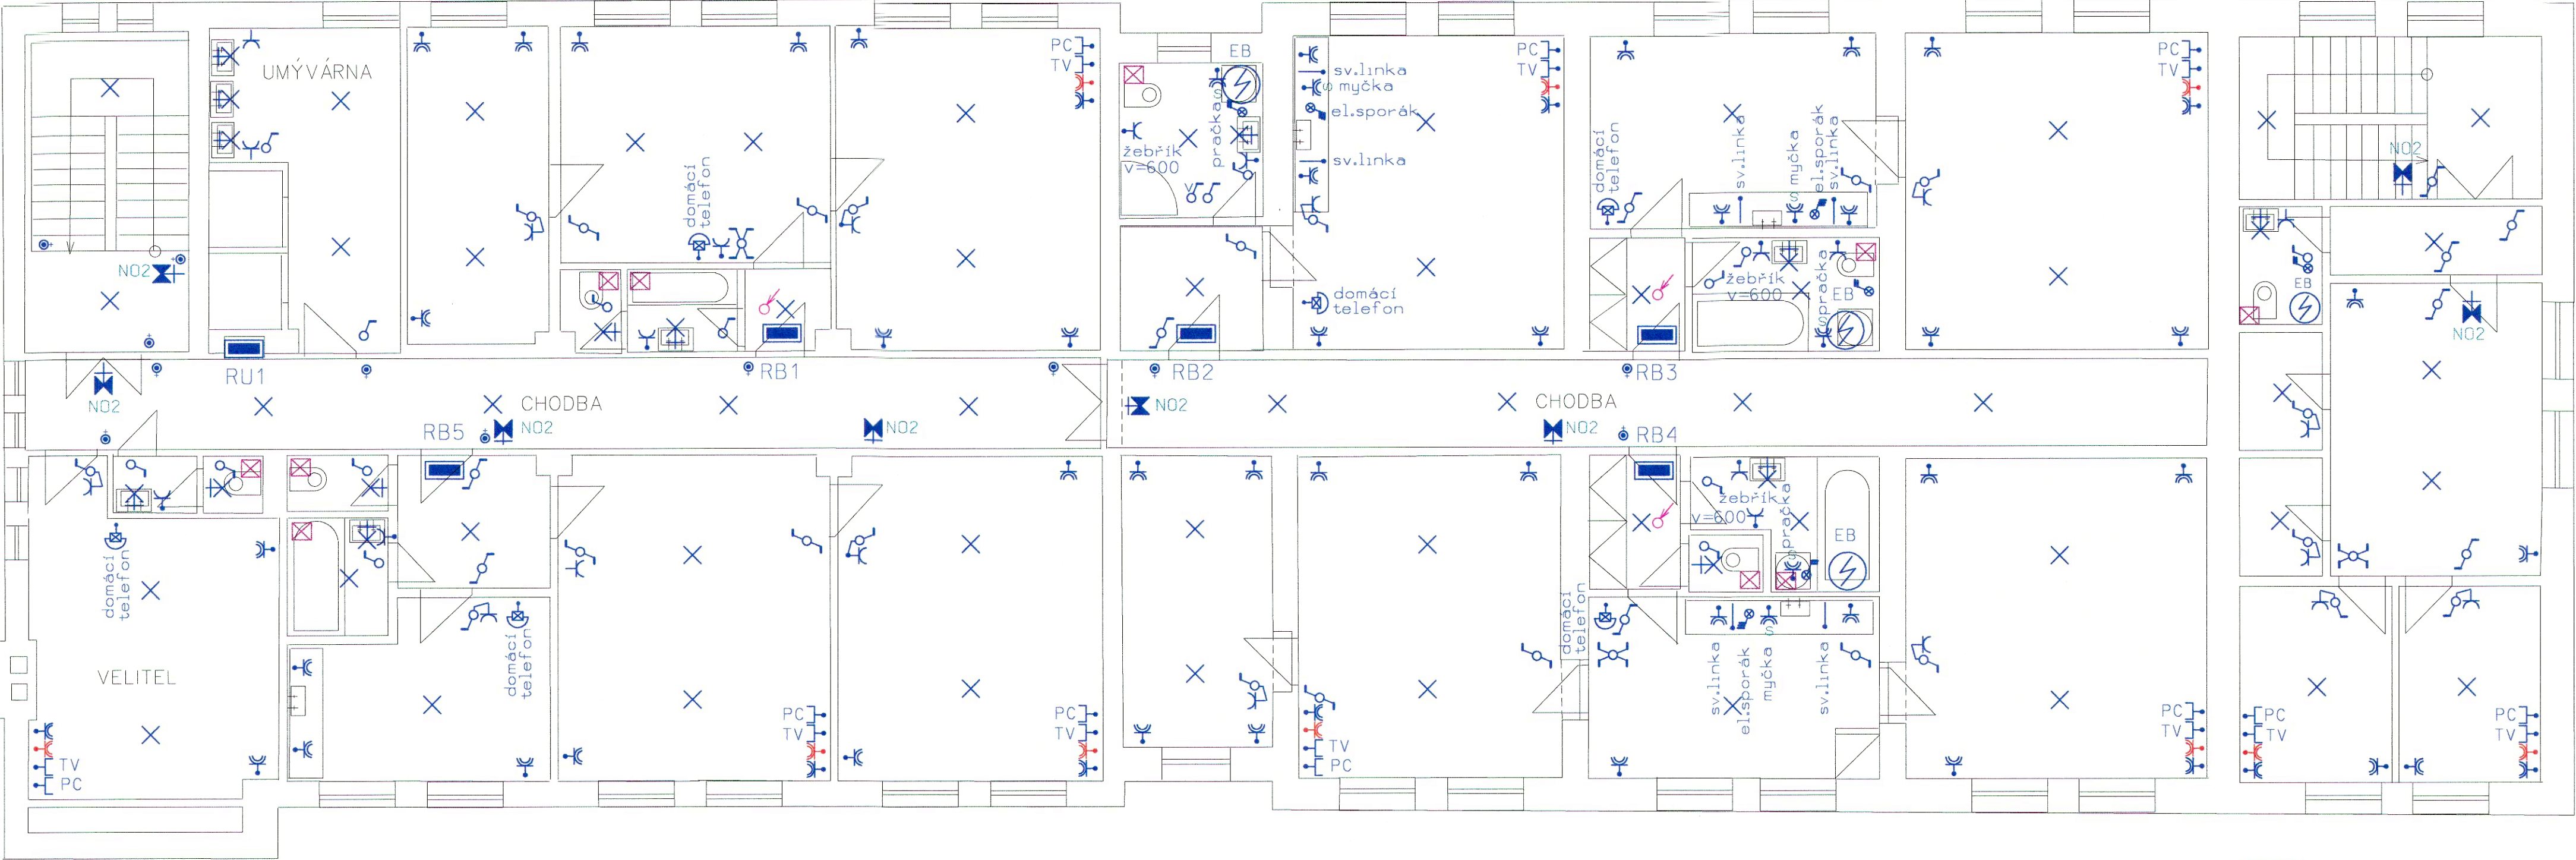 UMÝVÁRNA
PC
TV
EB
sv.linka
S myčka
el.sporák
sv.linka
PC
TV
PC
TV
NO2
domácí
telefon
pračka
S
žebřík
v=600
domácí
telefon
sv.linka
S myčka
el.sporák
sv.linka
NO2
domácí
telefon
žebřík
v=600
S pračka
EB
EB
NO2
RU1
RB1
RB2
RB3
NO2
CHODBA
NO2
CHODBA
RB5
NO2
NO2
NO2
RB4
domácí
telefon
žebřík
v=600
S pračka
EB
domácí
telefon
domácí
telefon
S
sv.linka
el.sporák
myčka
sv.linka
VELITEL
TV
PC
PC
TV
PC
TV
TV
PC
PC
TV
PC
TV
PC
TV